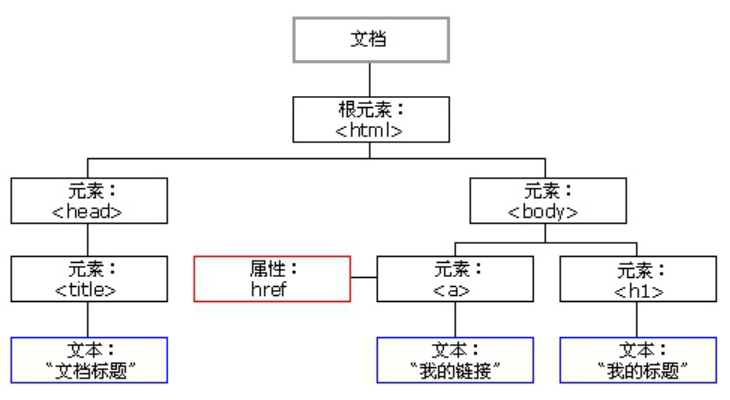 文档
根元素：
<html>
元素：
<head>
元素：
<body>
元素：
<title>
属性：
href
元素：
<a>
元素：
<h1>
文本：
“文档标题”
文本：
“我的链接”
文本：
“我的标题”